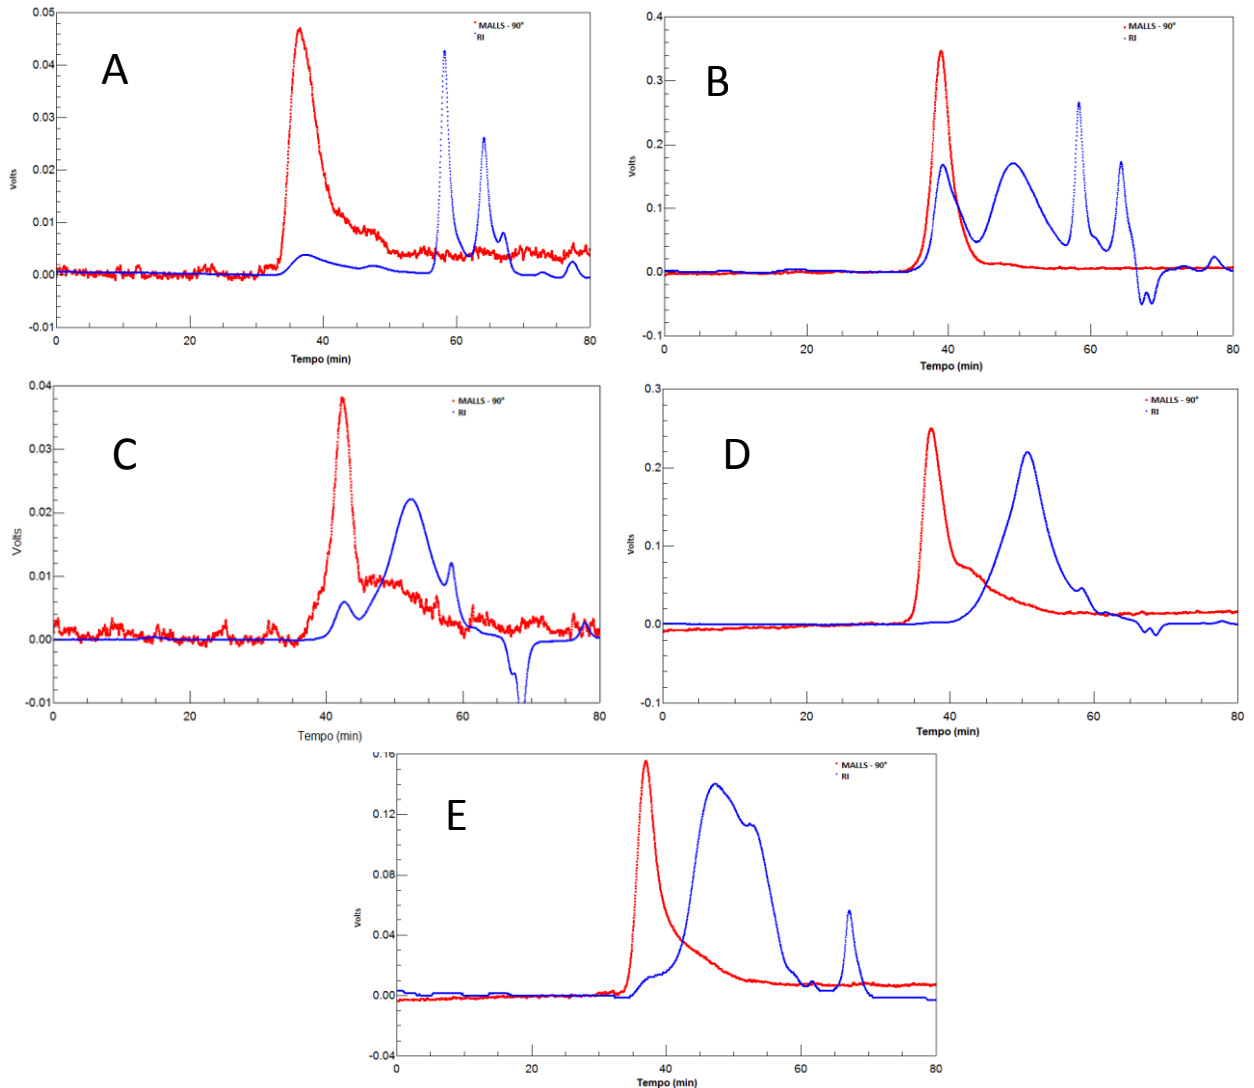 A
MALLS - 90°
RI
0.05
0.04
0.03
0.02
0.01
0.00
-0.01
Volts
0
20
40
60
80
Tempo (min)
B
MALLS - 90°
RI
0.4
0.3
0.2
0.1
0.0
-0.1
Volts
0
20
40
60
80
Tempo (min)
C
MALLS - 90°
RI
0.04
0.03
0.02
0.01
0.00
-0.01
Volts
0
20
40
60
80
Tempo (min)
D
MALLS - 90°
RI
0.3
0.2
0.1
0.0
-0.1
Volts
0
20
40
60
80
Tempo (min)
E
MALLS - 90°
RI
0.16
0.12
0.08
0.04
0.00
-0.04
Volts
0
20
40
60
80
Tempo (min)